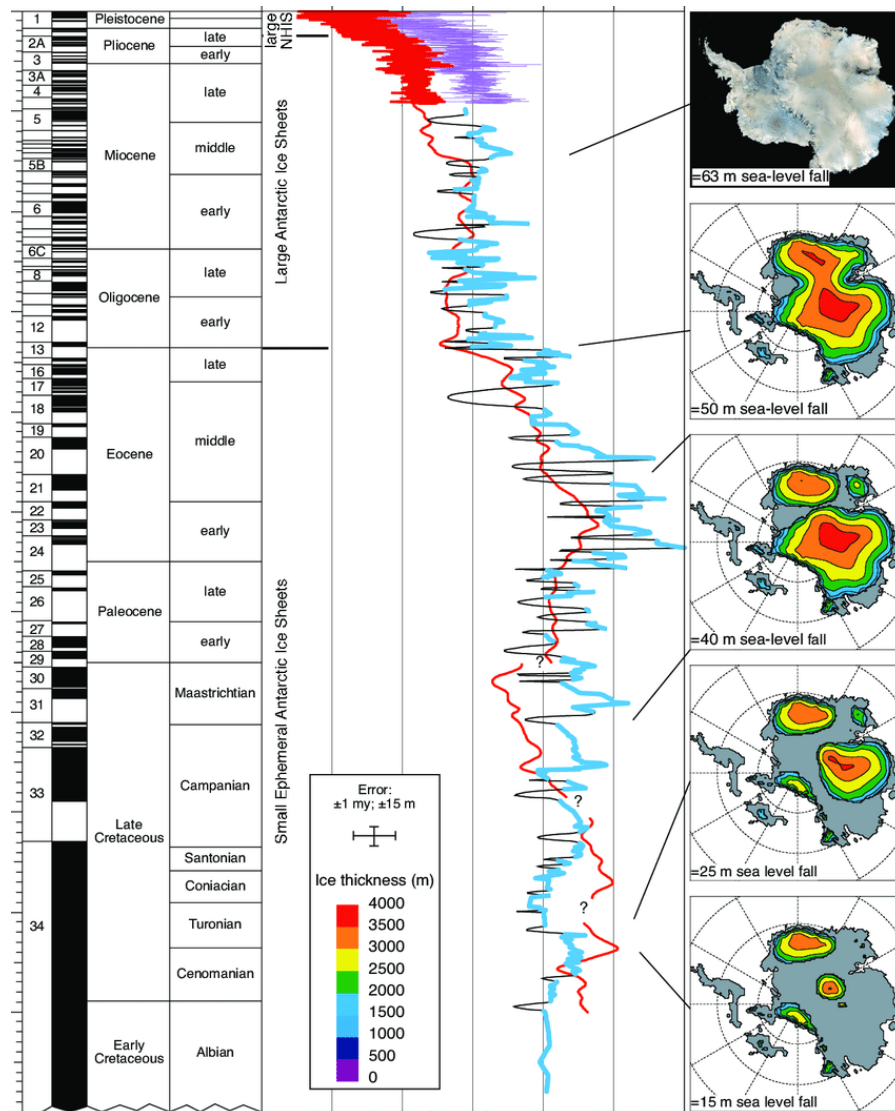 1
2A
3
3A
4
5
5B
6
6C
8
12
13
16
17
18
19
20
21
22
23
24
25
26
27
28
29
30
31
32
33
34
Pleistocene
Pliocene
Miocene
Oligocene
Eocene
Paleocene
Late
Cretaceous
Early
Cretaceous
late
early
late
middle
early
late
early
late
middle
early
late
early
Maastrichtian
Campanian
Santonian
Coniacian
Turonian
Cenomanian
Albian
large
NHIS
Large Antarctic Ice Sheets
Small Ephemeral Antarctic Ice Sheets
?
?
?
Error:
±1 my; ±15 m
Ice thickness (m)
4000
3500
3000
2500
2000
1500
1000
500
0
=63 m sea-level fall
=50 m sea-level fall
=40 m sea-level fall
=25 m sea level fall
=15 m sea level fall